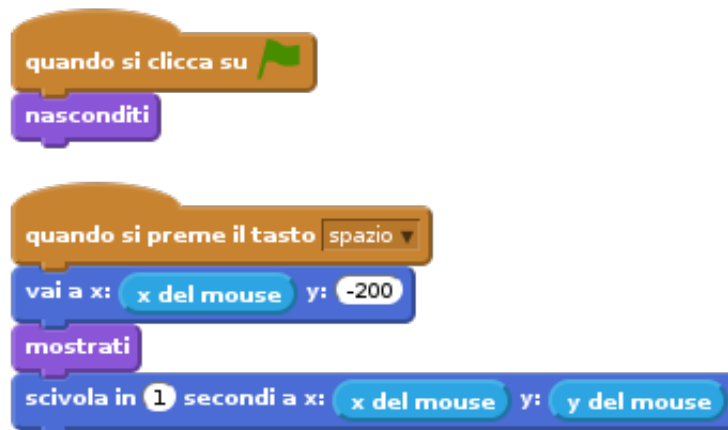 quando si clicca su
nasconditi
quando si preme il tasto spazio
vai a x: x del mouse y: -200
mostrati
scivola in 1 secondi a x: x del mouse y: y del mouse